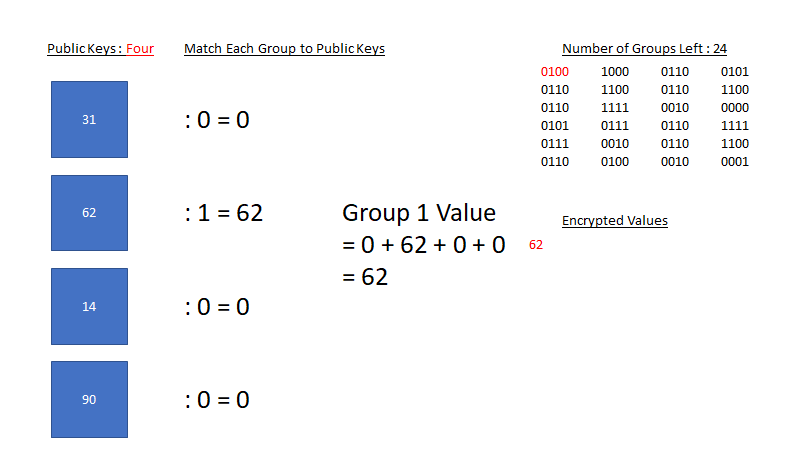 Public Keys : Four
Match Each Group to Public Keys
Number of Groups Left : 24
0100 1000 0110 0101
0110 1100 0110 1100
0110 1111 0010 0000
0101 0111 0110 1111
0111 0010 0110 1100
0110 0100 0010 0001
31
: 0 = 0
62
: 1 = 62
Group 1 Value
= 0 + 62 + 0 + 0
= 62
Encrypted Values
62
14
: 0 = 0
90
: 0 = 0